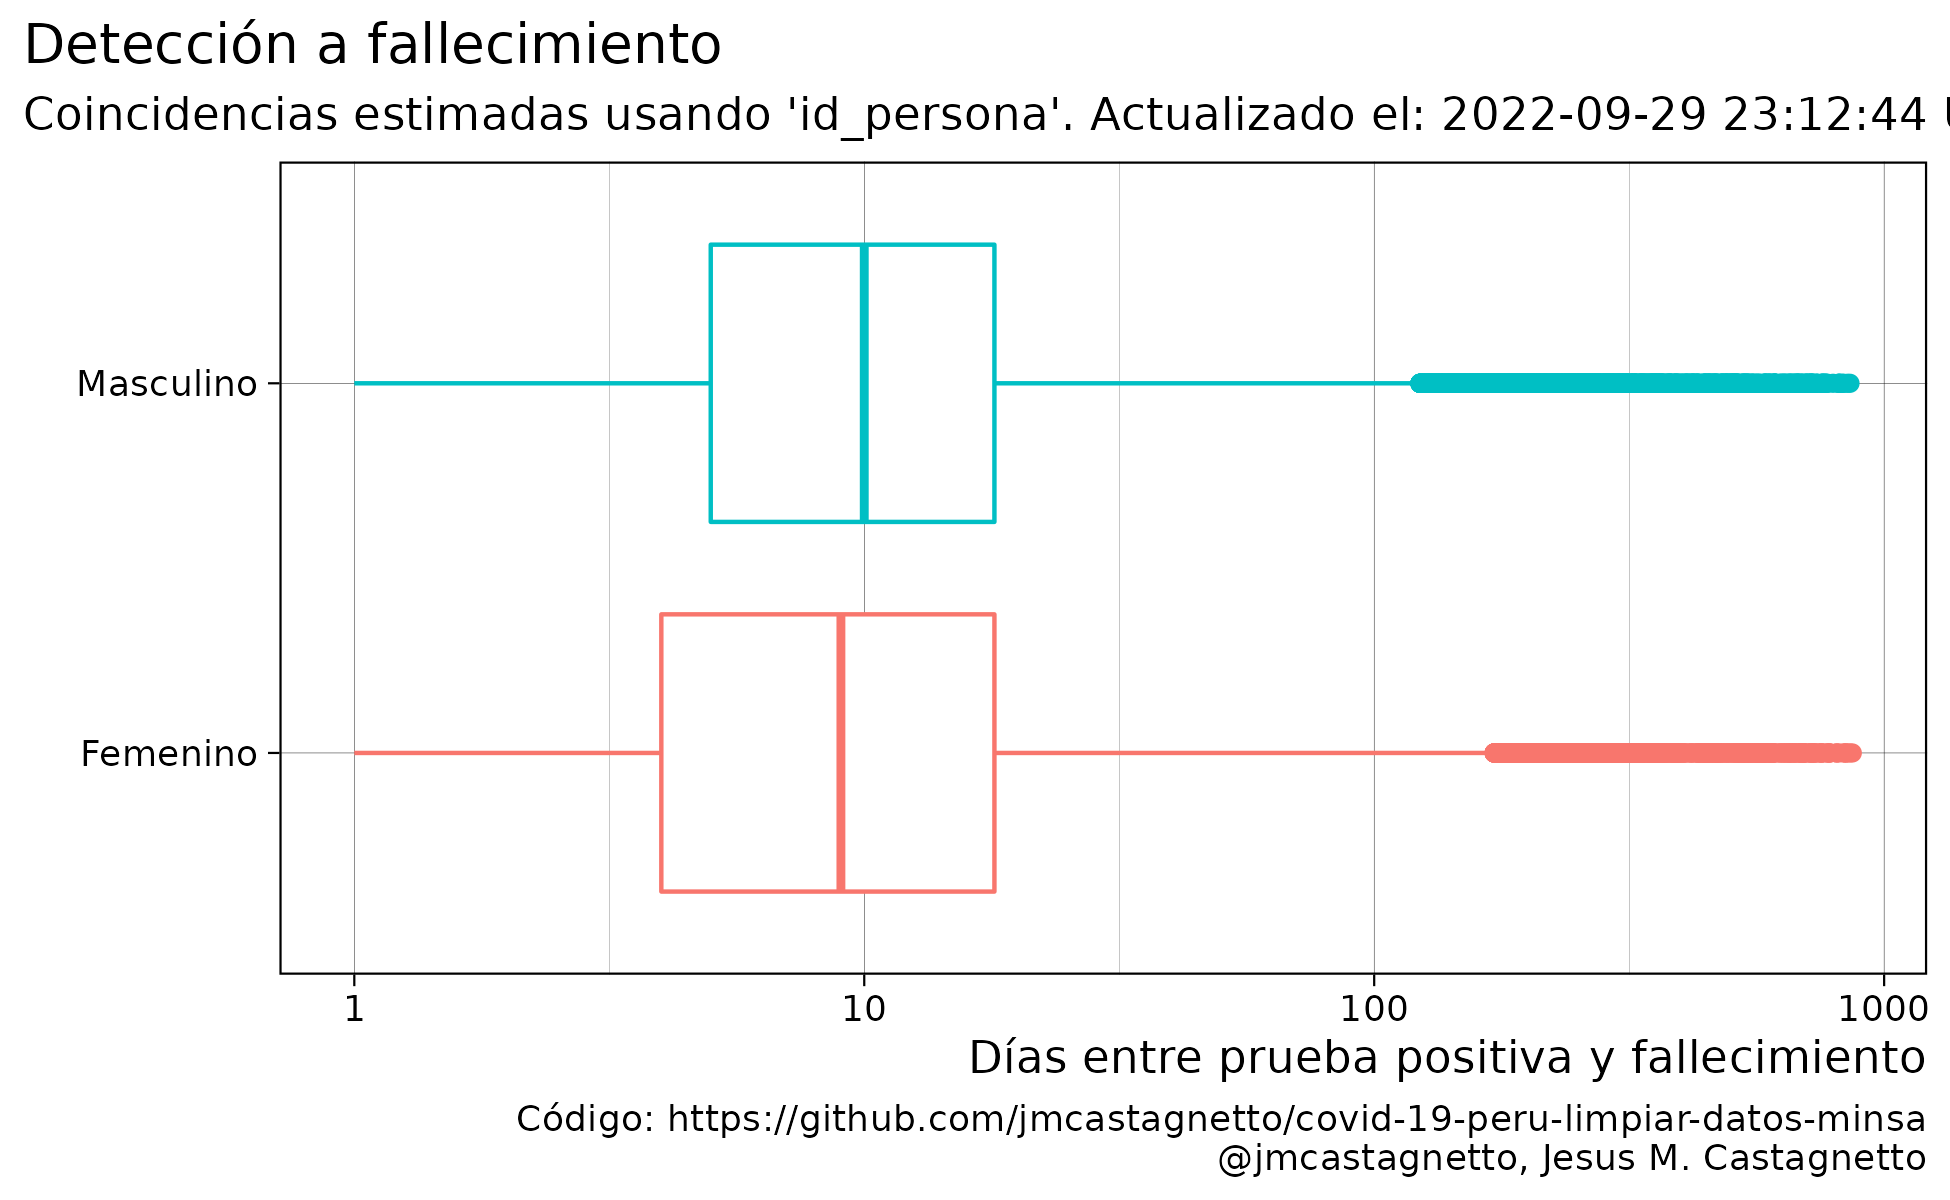 Detección a fallecimiento
Coincidencias estimadas usando 'id_persona'. Actualizado el: 2022-09-29 23:12:44
Masculino
Femenino
1 10 100 1000
Días entre prueba positiva y fallecimiento
Código: https://github.com/jmcastagnetto/covid-19-peru-limpiar-datos-minsa
@jmcastagnetto, Jesus M. Castagnetto